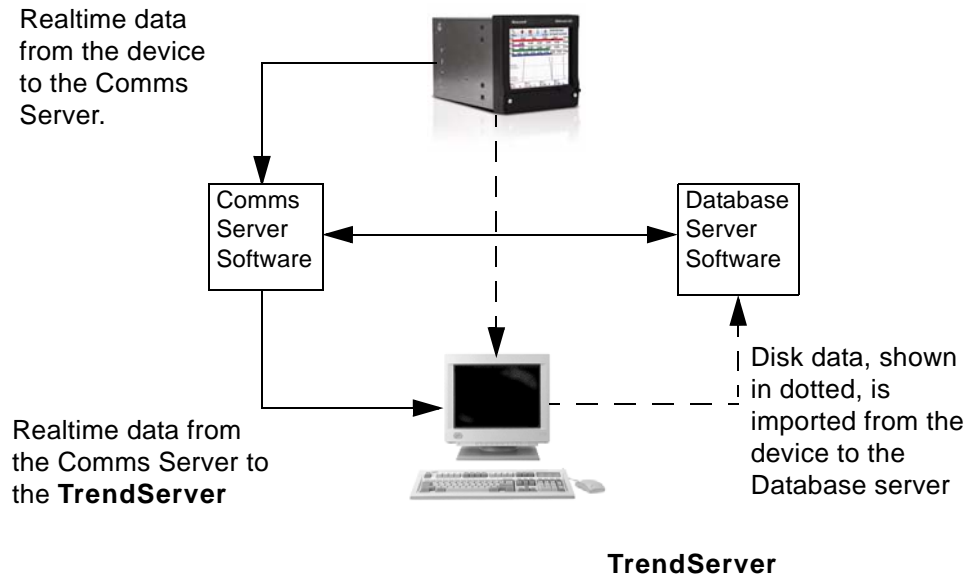 Realtime data
from the device
to the Comms
Server.
Comms
Server
Software
Database
Server
Software
Disk data, shown
in dotted, is
imported from the
device to the
Database server
Realtime data from
the Comms Server to
the TrendServer
TrendServer